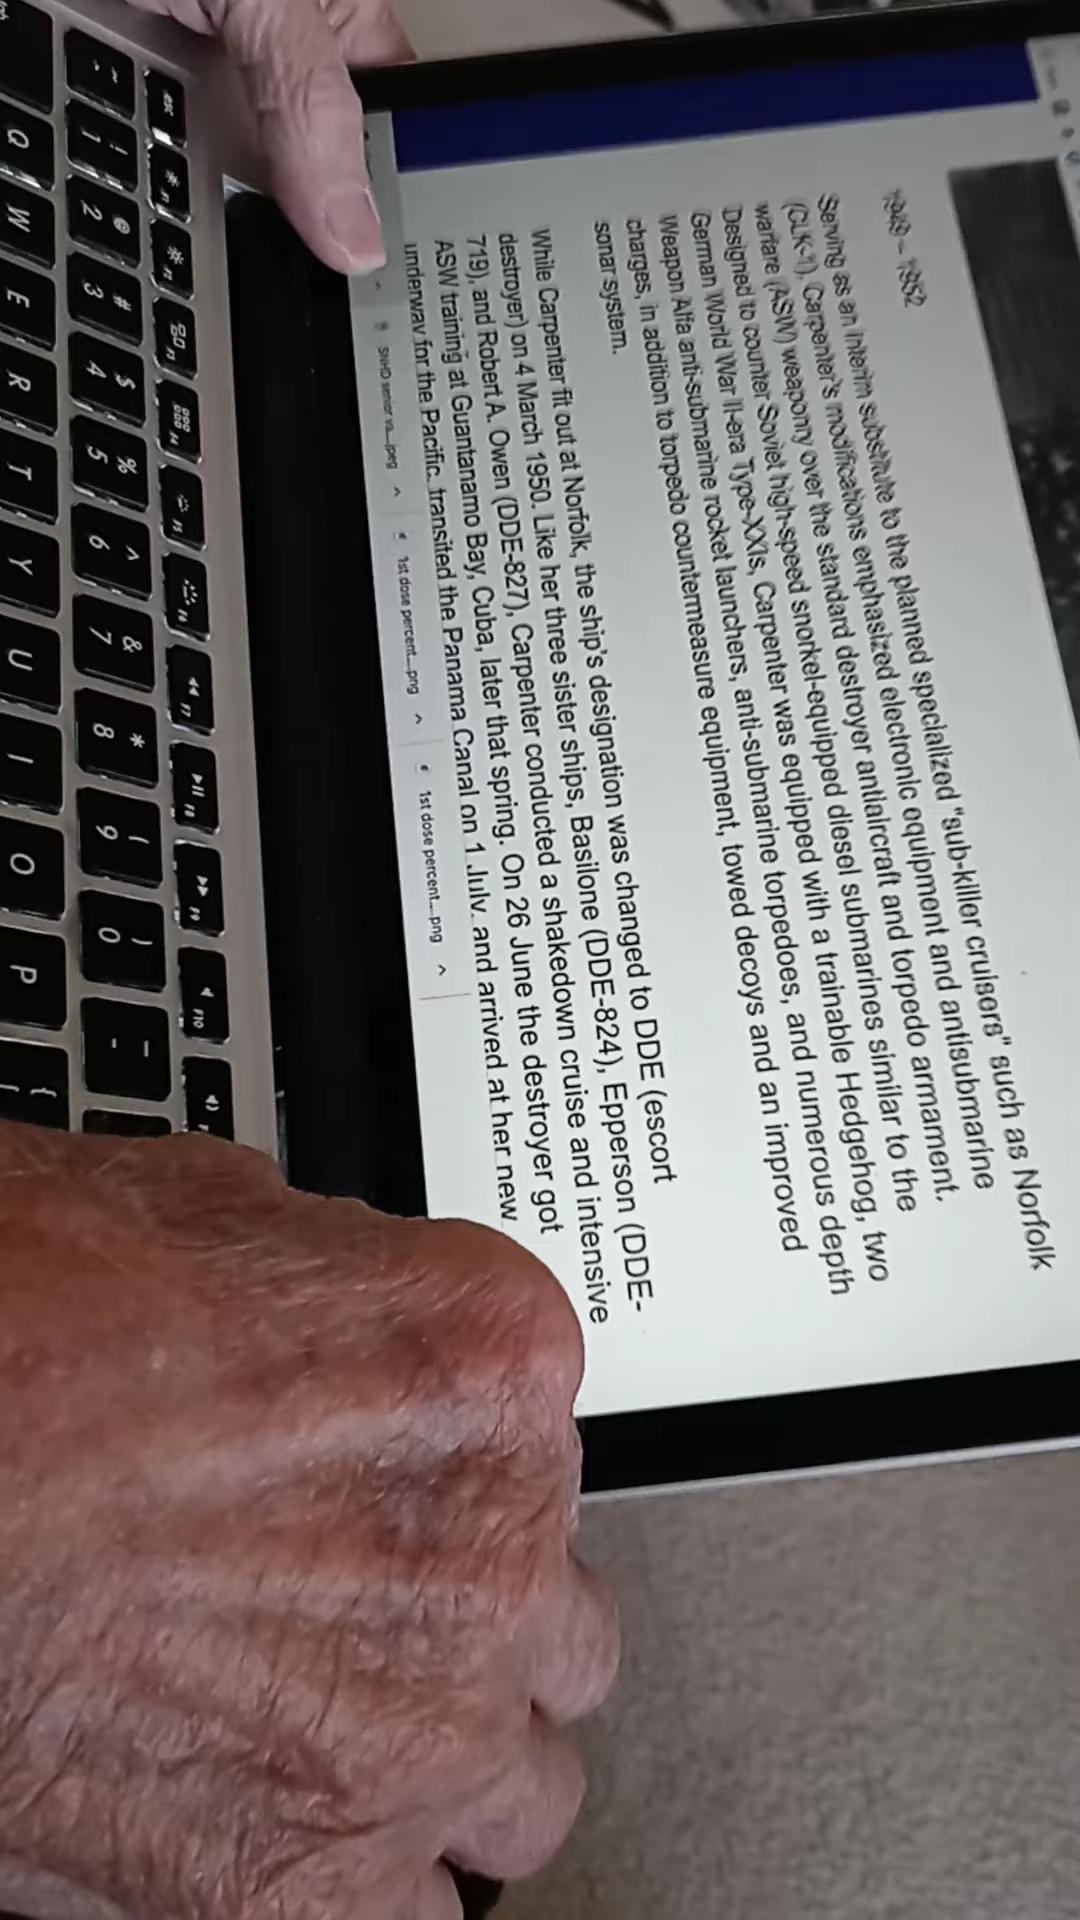 1949 – 1952
Serving as an interim substitute to the planned specialized "sub-killer cruisers" such as Norfolk
(CLK-1), Carpenter's modifications emphasized electronic equipment and antisubmarine
warfare (ASW) weaponry over the standard destroyer antiaircraft and torpedo armament.
Designed to counter Soviet high-speed snorkel-equipped diesel submarines similar to the
German World War II-era Type-XXIs, Carpenter was equipped with a trainable Hedgehog, two
Weapon Alfa anti-submarine rocket launchers, anti-submarine torpedoes, and numerous depth
charges, in addition to torpedo countermeasure equipment, towed decoys and an improved
sonar system.
While Carpenter fit out at Norfolk, the ship's designation was changed to DDE (escort
destroyer) on 4 March 1950. Like her three sister ships, Basilone (DDE-824), Epperson (DDE-
719), and Robert A. Owen (DDE-827), Carpenter conducted a shakedown cruise and intensive
ASW training at Guantanamo Bay, Cuba, later that spring. On 26 June the destroyer got
underway for the Pacific, transited the Panama Canal on 1 July, and arrived at her new
SNHD senior va....jpeg
1st dose percent....png
1st dose percent....png
esc F1 F2 F3 F4 F5 F6 F7 F8 F9 F10
~ ! @ # $ % ^ & * ( ) _
1 2 3 4 5 6 7 8 9 0 -
Q W E R T Y U I O P {
[